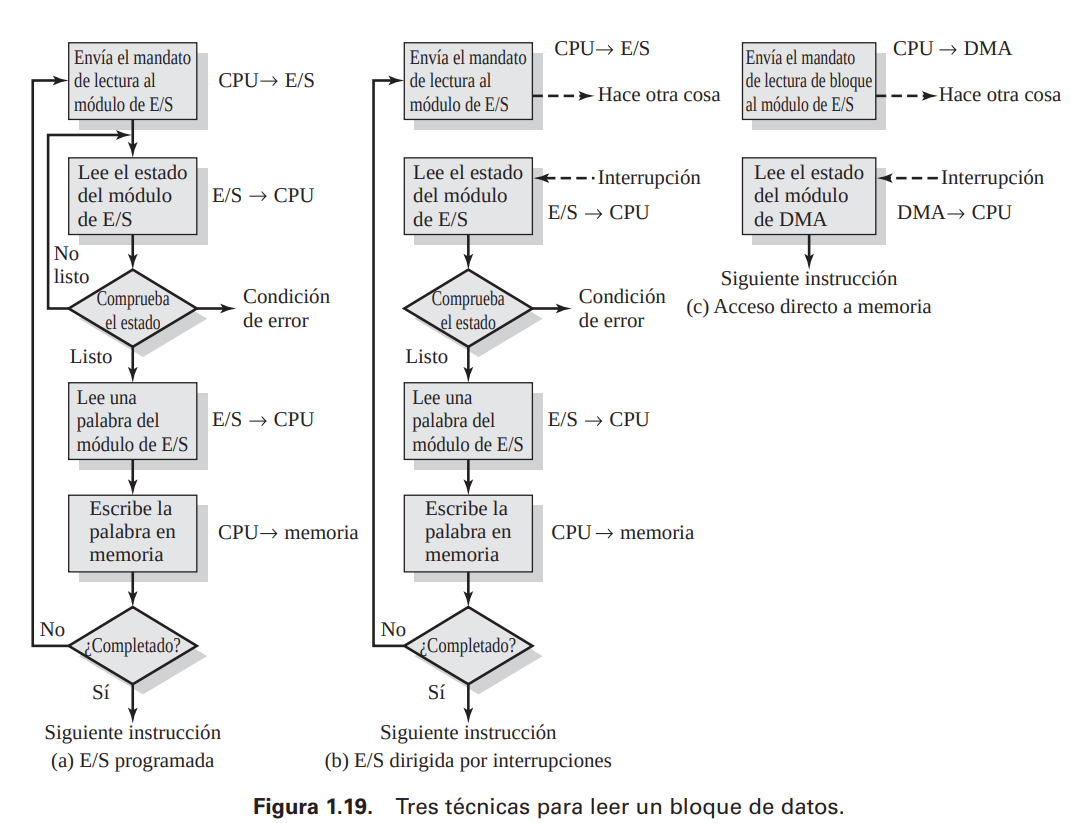 Envía el mandato
de lectura al
módulo de E/S
CPU→ E/S
Lee el estado
del módulo
de E/S
E/S → CPU
No
listo
Comprueba
el estado
Condición
de error
Listo
Lee una
palabra del
módulo de E/S
E/S → CPU
Escribe la
palabra en
memoria
CPU→ memoria
No
¿Completado?
Sí
Siguiente instrucción
(a) E/S programada
Envía el mandato
de lectura al
módulo de E/S
CPU→ E/S
Hace otra cosa
Lee el estado
del módulo
de E/S
Interrupción
E/S → CPU
Comprueba
el estado
Condición
de error
Listo
Lee una
palabra del
módulo de E/S
E/S → CPU
Escribe la
palabra en
memoria
CPU→ memoria
No
¿Completado?
Sí
Siguiente instrucción
(b) E/S dirigida por interrupciones
Envía el mandato
de lectura de bloque
al módulo de E/S
CPU → DMA
Hace otra cosa
Lee el estado
del módulo
de DMA
Interrupción
DMA→ CPU
Siguiente instrucción
(c) Acceso directo a memoria
Figura 1.19. Tres técnicas para leer un bloque de datos.